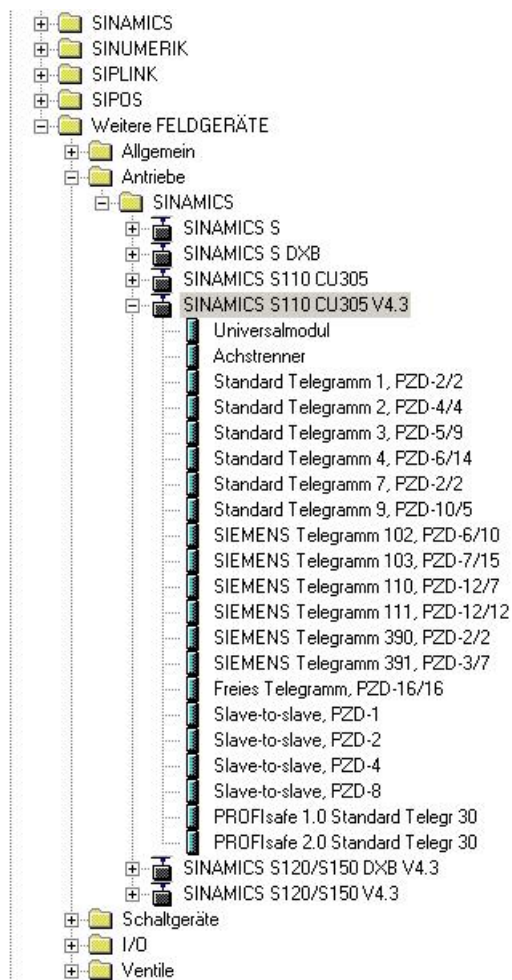 SINAMICS
SINUMERIK
SIPLINK
SIPOS
Weitere FELDGERÄTE
Allgemein
Antriebe
SINAMICS
SINAMICS S
SINAMICS S DXB
SINAMICS S110 CU305
SINAMICS S110 CU305 V4.3
Universalmodul
Achstrenner
Standard Telegramm 1, PZD-2/2
Standard Telegramm 2, PZD-4/4
Standard Telegramm 3, PZD-5/9
Standard Telegramm 4, PZD-6/14
Standard Telegramm 7, PZD-2/2
Standard Telegramm 9, PZD-10/5
SIEMENS Telegramm 102, PZD-6/10
SIEMENS Telegramm 103, PZD-7/15
SIEMENS Telegramm 110, PZD-12/7
SIEMENS Telegramm 111, PZD-12/12
SIEMENS Telegramm 390, PZD-2/2
SIEMENS Telegramm 391, PZD-3/7
Freies Telegramm, PZD-16/16
Slave-to-slave, PZD-1
Slave-to-slave, PZD-2
Slave-to-slave, PZD-4
Slave-to-slave, PZD-8
PROFIsafe 1.0 Standard Telegr 30
PROFIsafe 2.0 Standard Telegr 30
SINAMICS S120/S150 DXB V4.3
SINAMICS S120/S150 V4.3
Schaltgeräte
I/O
Ventile